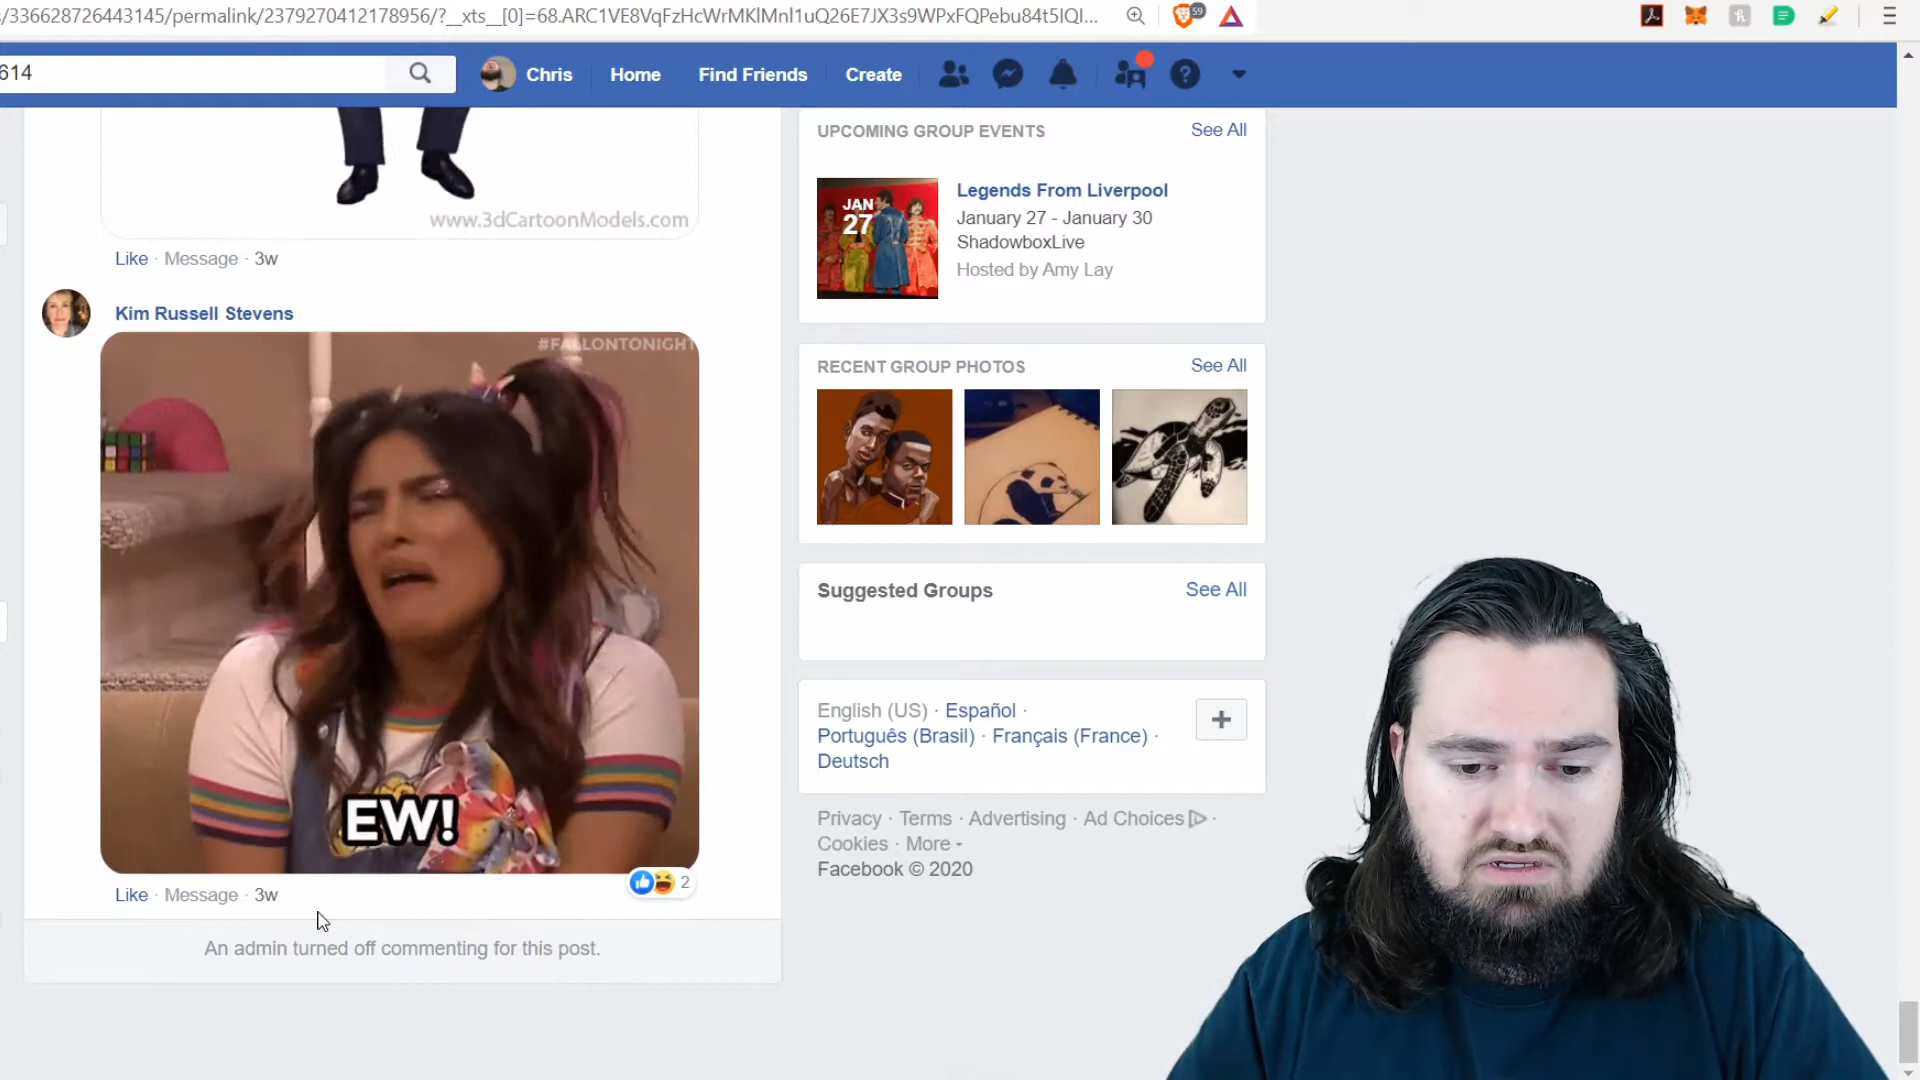 s/336628726443145/permalink/2379270412178956/?__xts__[0]=68.ARC1VE8VqFzHcWrMKlMnl1uQ26E7JX3s9WPxFQPebu84t5IQI...
59
614
Chris
Home
Find Friends
Create
www.3dCartoonModels.com
Like · Message · 3w
Kim Russell Stevens
#FALLONTONIGHT
EW!
2
Like · Message · 3w
An admin turned off commenting for this post.
UPCOMING GROUP EVENTS
See All
JAN
27
Legends From Liverpool
January 27 - January 30
ShadowboxLive
Hosted by Amy Lay
RECENT GROUP PHOTOS
See All
Suggested Groups
See All
English (US) · Español ·
Português (Brasil) · Français (France) ·
Deutsch
Privacy · Terms · Advertising · Ad Choices ·
Cookies · More
Facebook © 2020